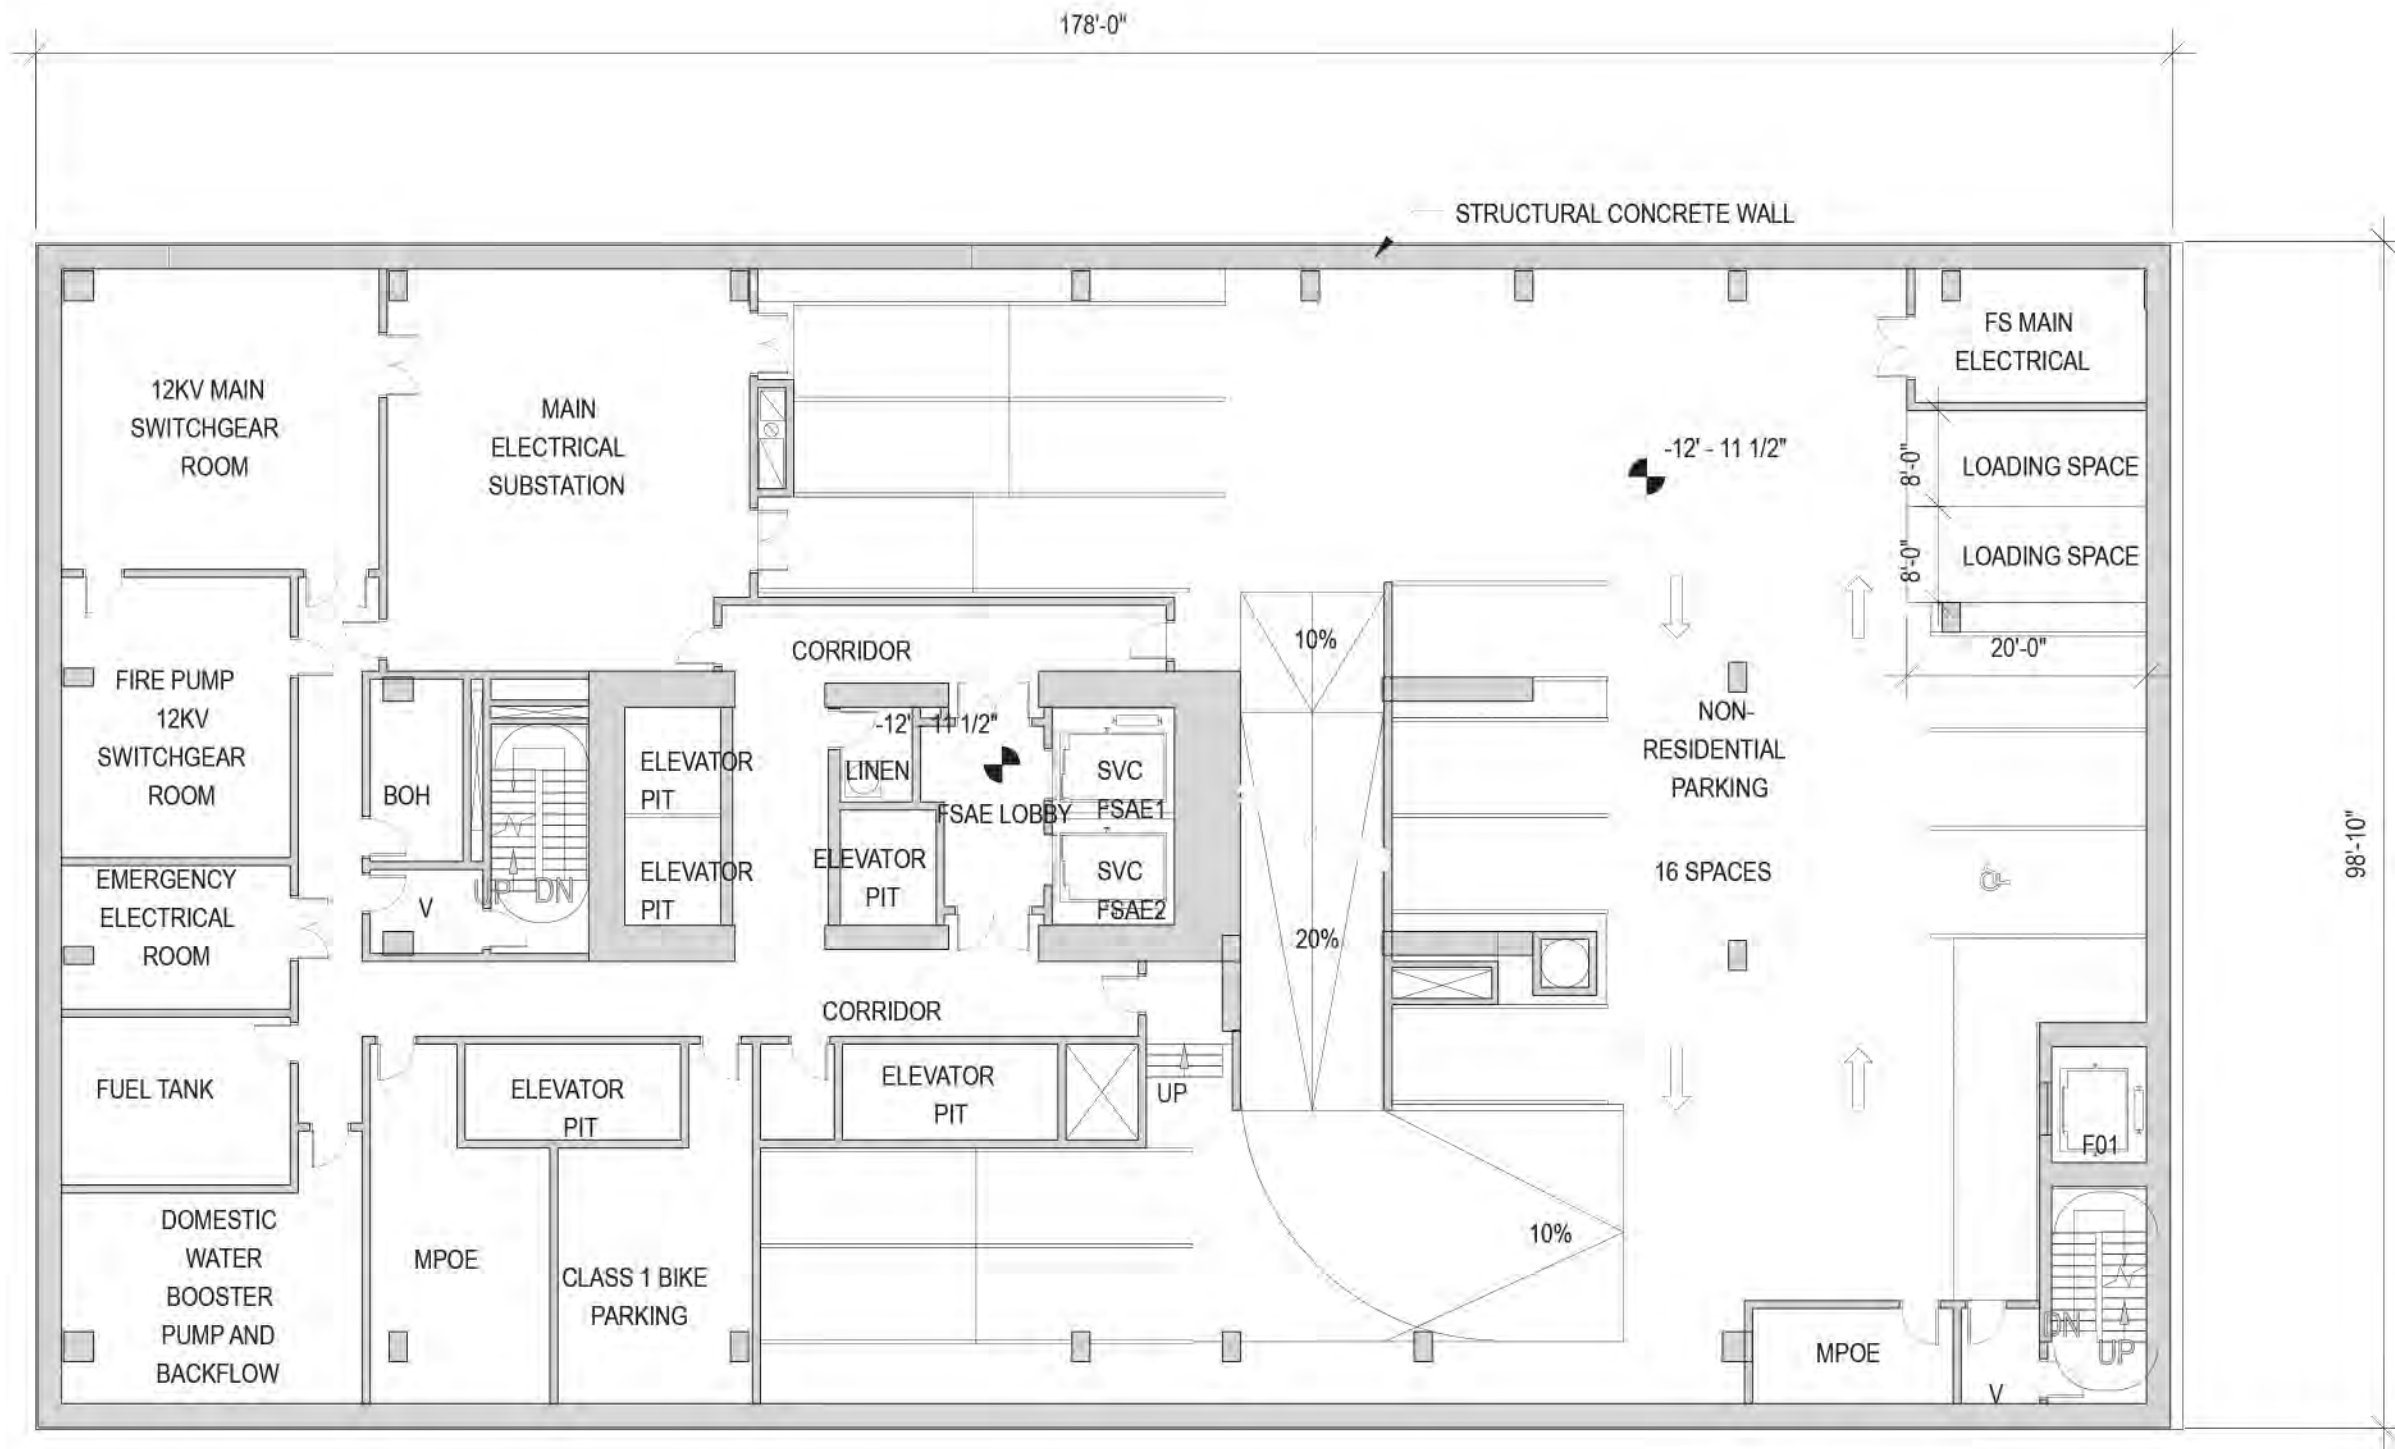 178'-0"
STRUCTURAL CONCRETE WALL
FS MAIN
ELECTRICAL
12KV MAIN
SWITCHGEAR
ROOM
MAIN
ELECTRICAL
SUBSTATION
-12' - 11 1/2"
8'-0"
LOADING SPACE
8'-0"
LOADING SPACE
10%
20'-0"
CORRIDOR
FIRE PUMP
12KV
SWITCHGEAR
ROOM
BOH
ELEVATOR
PIT
-12' - 11 1/2"
LINEN
FSAE LOBBY
SVC
FSAE1
NON-
RESIDENTIAL
PARKING
16 SPACES
98'-10"
EMERGENCY
ELECTRICAL
ROOM
V
UP DN
ELEVATOR
PIT
ELEVATOR
PIT
SVC
FSAE2
20%
CORRIDOR
FUEL TANK
ELEVATOR
PIT
ELEVATOR
PIT
UP
F01
DOMESTIC
WATER
BOOSTER
PUMP AND
BACKFLOW
MPOE
CLASS 1 BIKE
PARKING
10%
MPOE
V
DN
UP